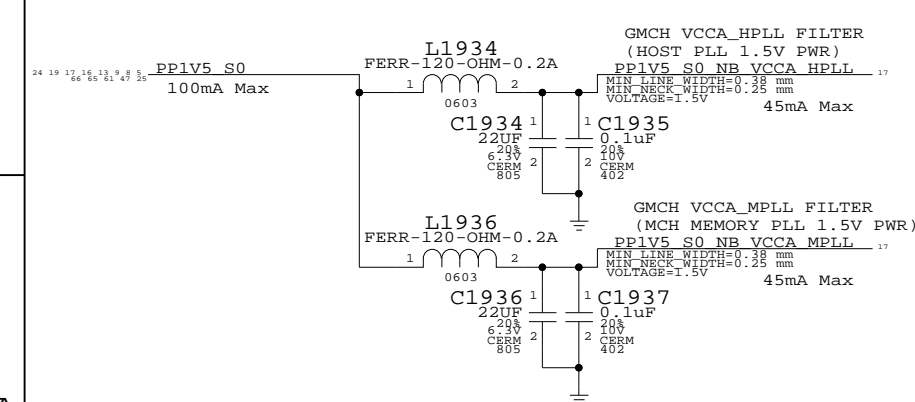 GMCH VCCA_HPLL FILTER
(HOST PLL 1.5V PWR)
L1934
FERR-120-OHM-0.2A
24 19 17 16 13 9 8 5
66 65 61 47 25
PP1V5_S0
100mA Max
1 2
0603
PP1V5_S0_NB_VCCA_HPLL 17
MIN_LINE_WIDTH=0.38 mm
MIN_NECK_WIDTH=0.25 mm
VOLTAGE=1.5V
45mA Max
C1934 1
22UF
20%
6.3V 2
CERM
805
1 C1935
0.1uF
20%
2 10V
CERM
402
GMCH VCCA_MPLL FILTER
(MCH MEMORY PLL 1.5V PWR)
L1936
FERR-120-OHM-0.2A
1 2
0603
PP1V5_S0_NB_VCCA_MPLL 17
MIN_LINE_WIDTH=0.38 mm
MIN_NECK_WIDTH=0.25 mm
VOLTAGE=1.5V
45mA Max
C1936 1
22UF
20%
6.3V 2
CERM
805
1 C1937
0.1uF
20%
2 10V
CERM
402